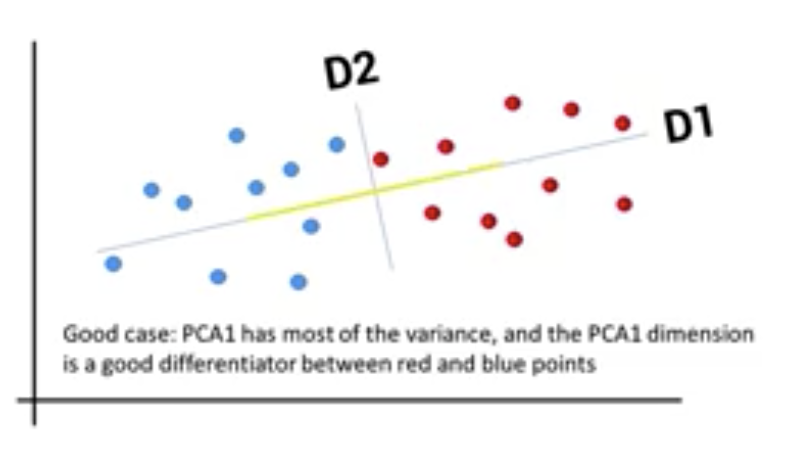 D2
D1
Good case: PCA1 has most of the variance, and the PCA1 dimension
is a good differentiator between red and blue points